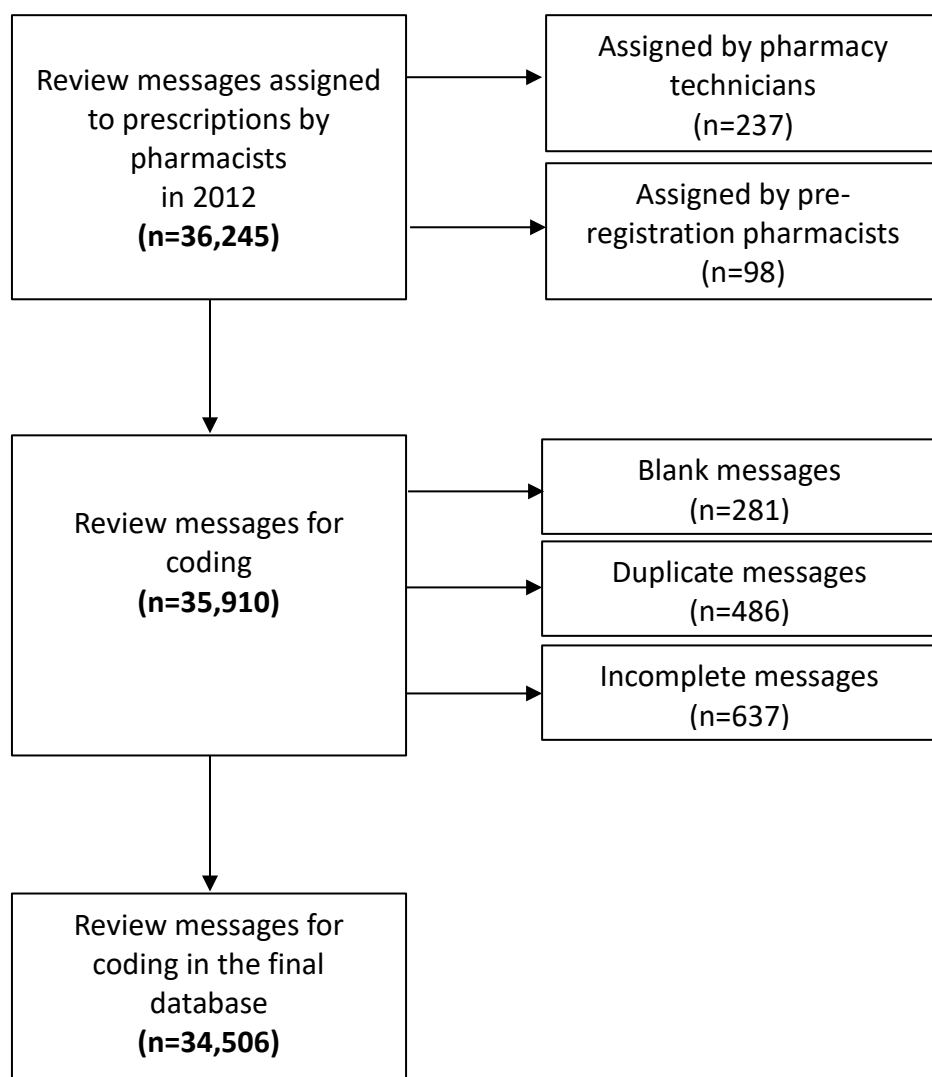 Review messages assigned
to prescriptions by
pharmacists
in 2012
(n=36,245)
Assigned by pharmacy
technicians
(n=237)
Assigned by pre-
registration pharmacists
(n=98)
Review messages for
coding
(n=35,910)
Blank messages
(n=281)
Duplicate messages
(n=486)
Incomplete messages
(n=637)
Review messages for
coding in the final
database
(n=34,506)